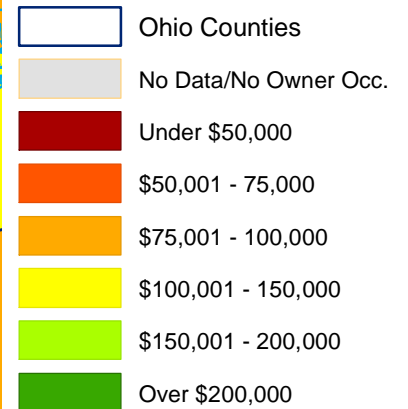 Ohio Counties
No Data/No Owner Occ.
Under $50,000
$50,001 - 75,000
$75,001 - 100,000
$100,001 - 150,000
$150,001 - 200,000
Over $200,000